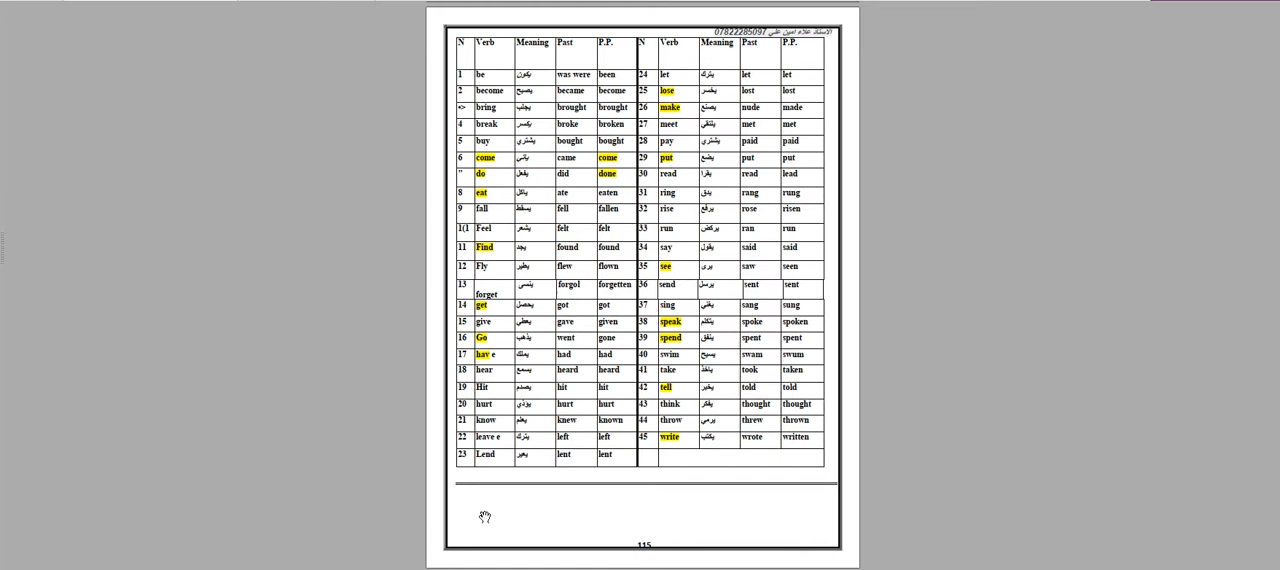 الاستاذ علاء امين علي 07822285097
N Verb Meaning Past P.P. N Verb Meaning Past P.P.
1 be يكون was were been 24 let يترك let let
2 become يصبح became become 25 lose يخسر lost lost
<> bring يجلب brought brought 26 make يصنع nude made
4 break يكسر broke broken 27 meet يلتقي met met
5 buy يشتري bought bought 28 pay يشتري paid paid
6 come ياتي came come 29 put يضع put put
" do يفعل did done 30 read يقرا read lead
8 eat ياكل ate eaten 31 ring يدق rang rung
9 fall يسقط fell fallen 32 rise يرفع rose risen
1(1 Feel يشعر felt felt 33 run يركض ran run
11 Find يجد found found 34 say يقول said said
12 Fly يطير flew flown 35 see يرى saw seen
13 forget ينسى forgol forgetten 36 send يرسل sent sent
14 get يحصل got got 37 sing يغني sang sung
15 give يعطي gave given 38 speak يتكلم spoke spoken
16 Go يذهب went gone 39 spend ينفق spent spent
17 hav e يملك had had 40 swim يسبح swam swum
18 hear يسمع heard heard 41 take ياخذ took taken
19 Hit يصدم hit hit 42 tell يخبر told told
20 hurt يؤذي hurt hurt 43 think يفكر thought thought
21 know يعلم knew known 44 throw يرمي threw thrown
22 leave e يترك left left 45 write يكتب wrote written
23 Lend يعير lent lent
115